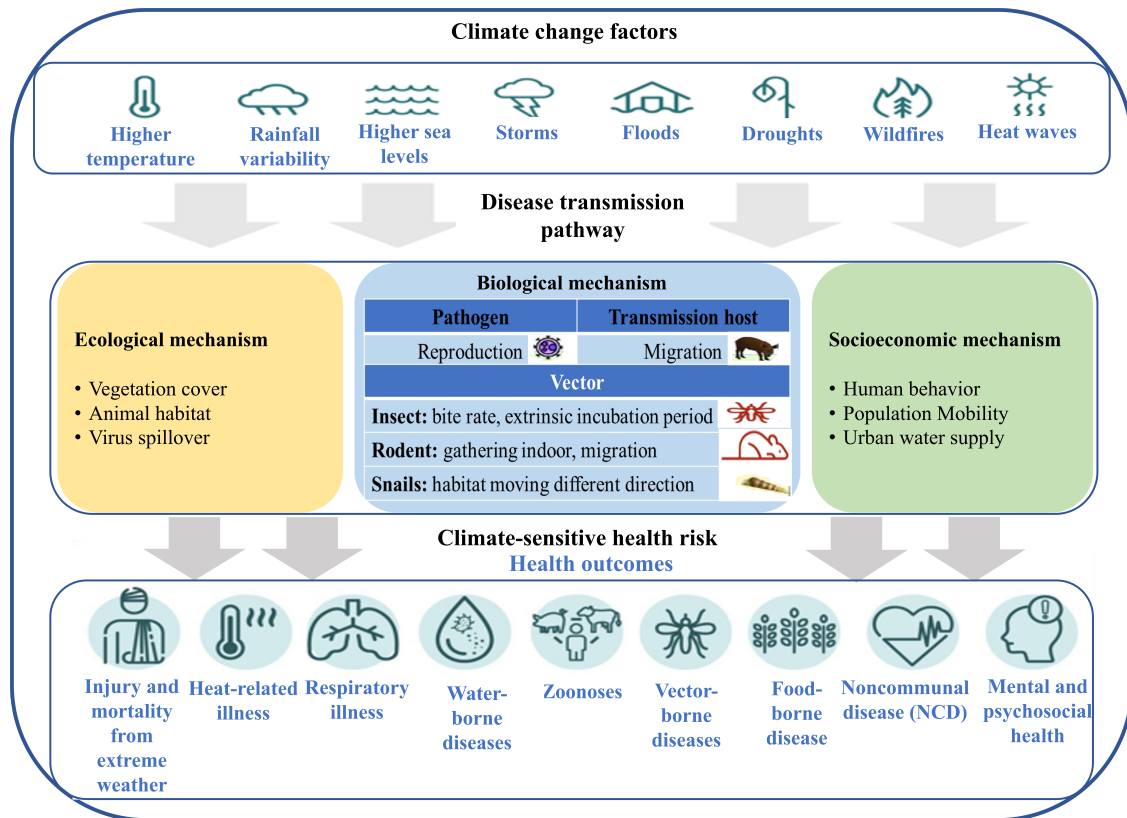 Climate change factors
Higher
temperature
Rainfall
variability
Higher sea
levels
Storms
Floods
Droughts
Wildfires
Heat waves
Disease transmission
pathway
Ecological mechanism
• Vegetation cover
• Animal habitat
• Virus spillover
Biological mechanism
Pathogen
Transmission host
Reproduction
Migration
Vector
Insect: bite rate, extrinsic incubation period
Rodent: gathering indoor, migration
Snails: habitat moving different direction
Socioeconomic mechanism
• Human behavior
• Population Mobility
• Urban water supply
Climate-sensitive health risk
Health outcomes
Injury and
mortality
from
extreme
weather
Heat-related
illness
Respiratory
illness
Water-
borne
diseases
Zoonoses
Vector-
borne
diseases
Food-
borne
disease
Noncommunal
disease (NCD)
Mental and
psychosocial
health